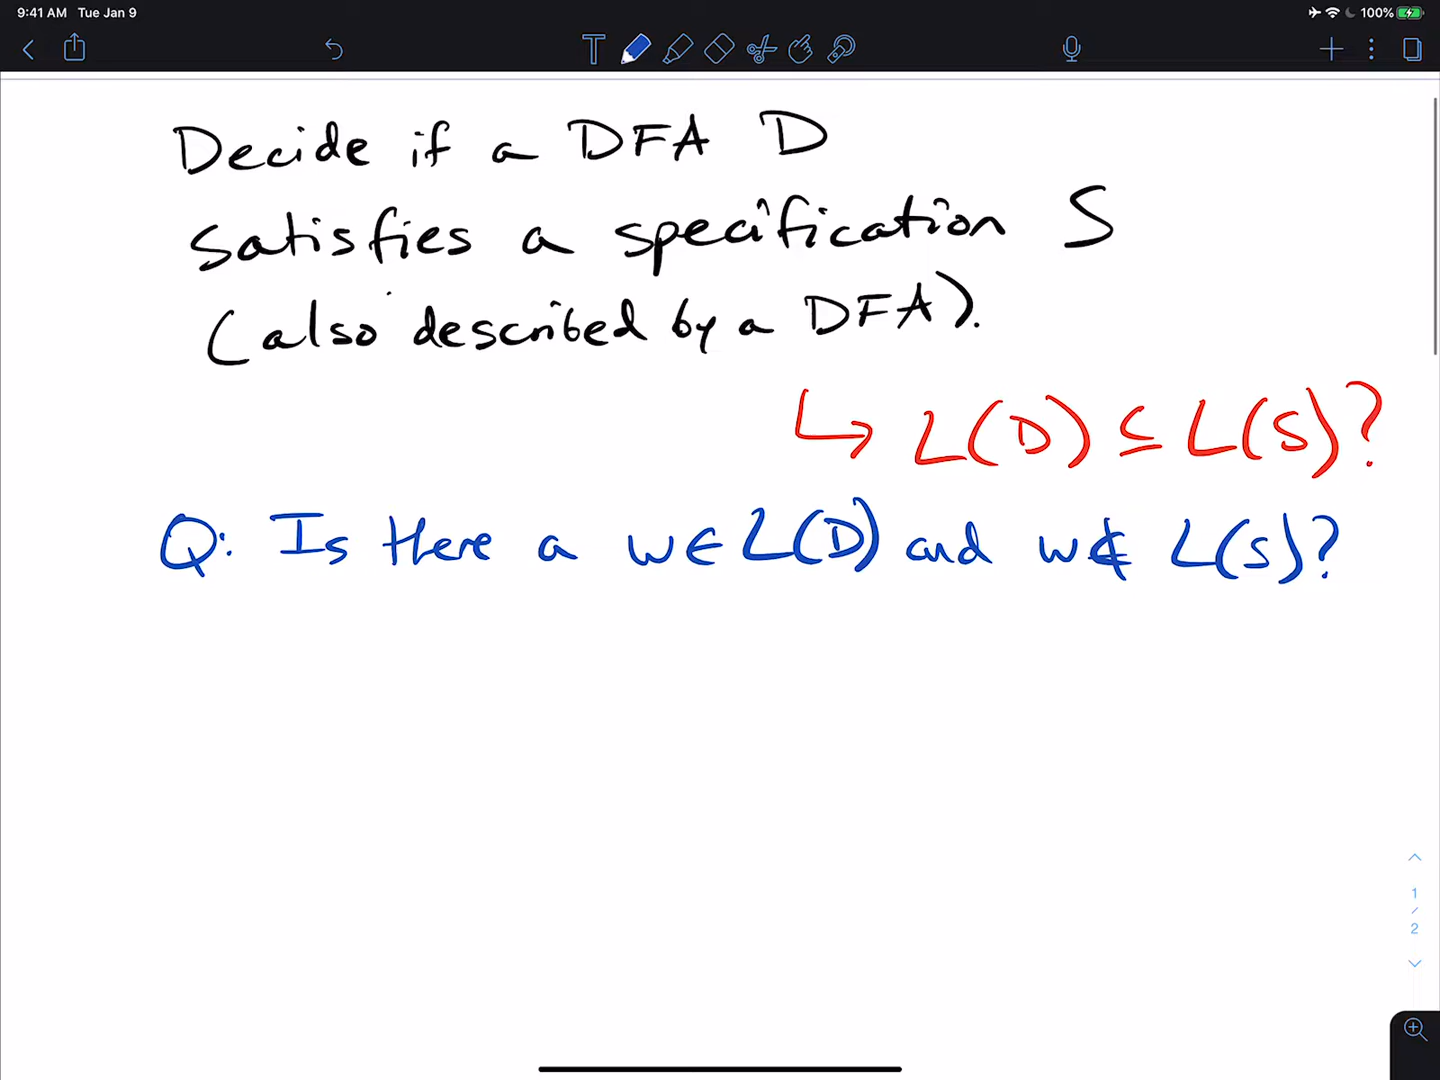 9:41 AM Tue Jan 9
100%
T
Decide if a DFA D
satisfies a specification S
(also described by a DFA).
↳ L(D) ⊆ L(S)?
Q: Is there a w∈L(D) and w∉ L(S)?
1
/
2